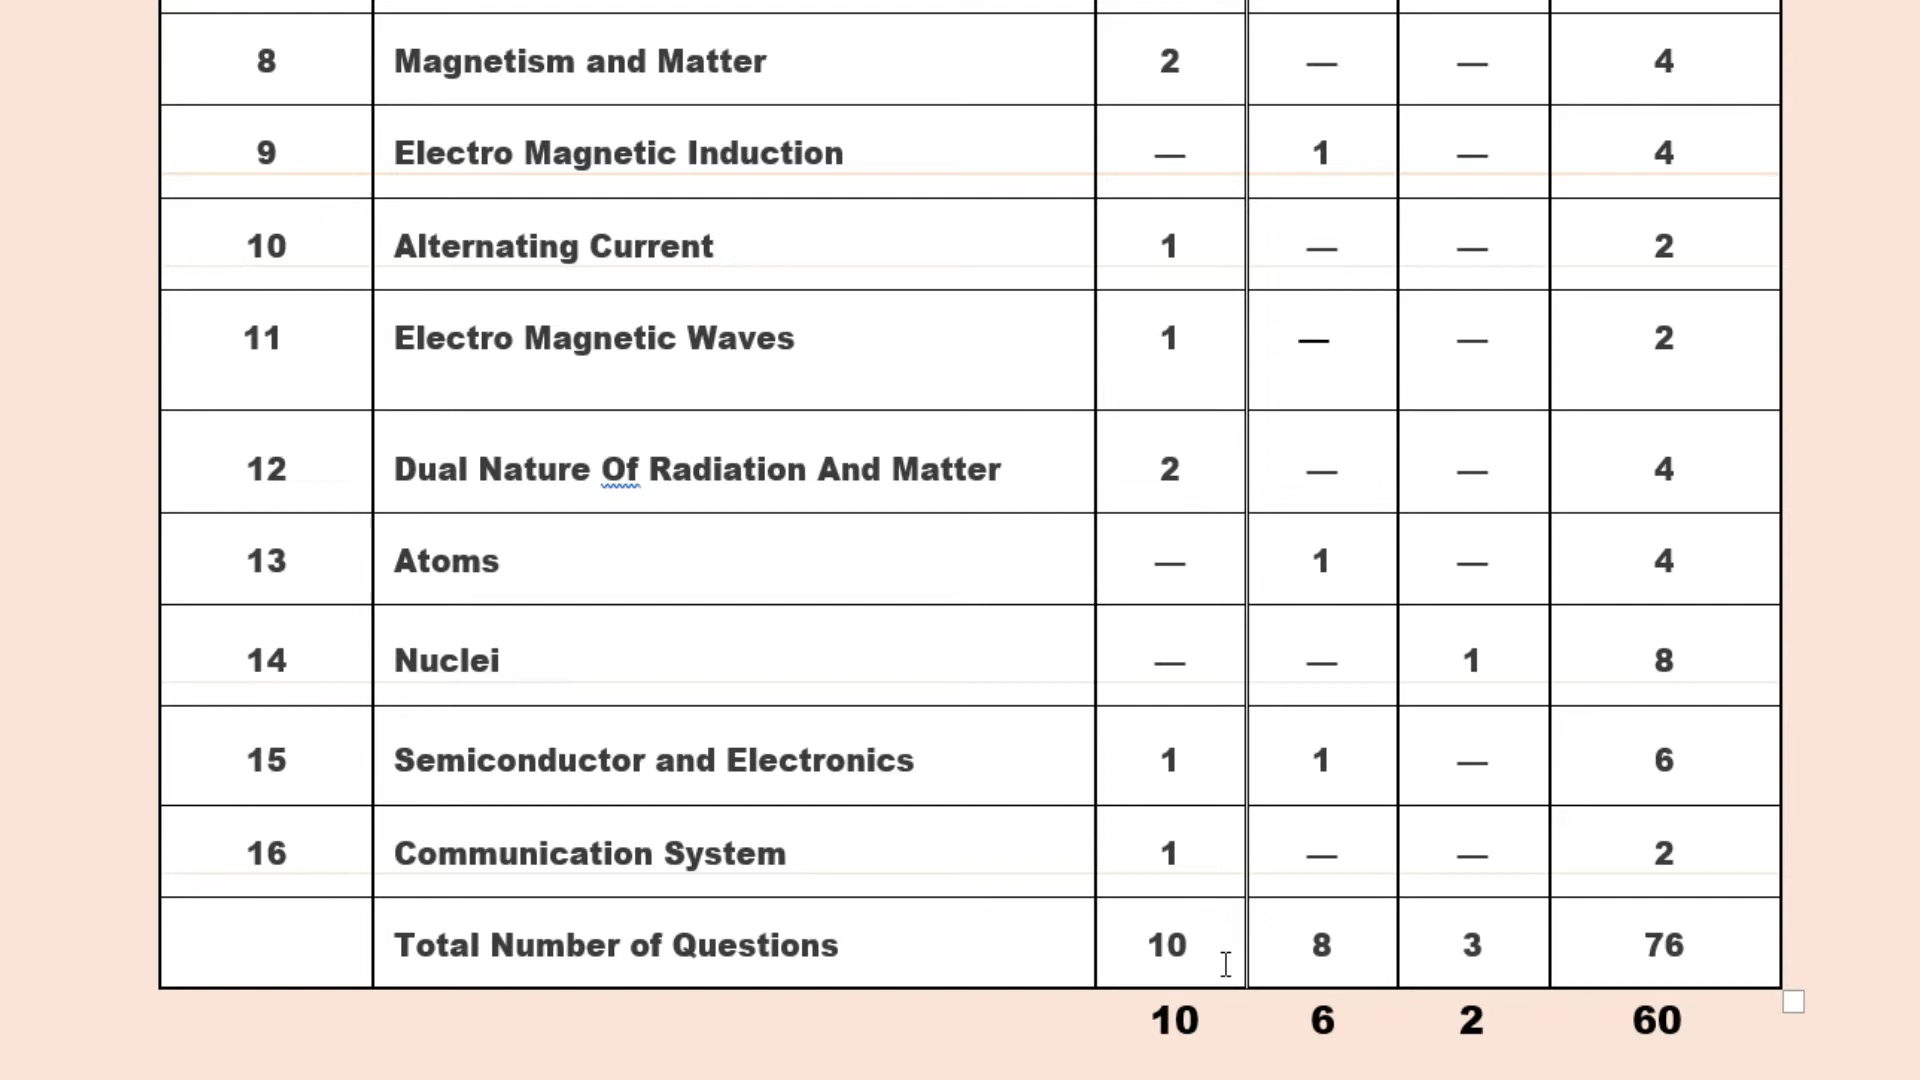 8 Magnetism and Matter 2 — — 4
9 Electro Magnetic Induction — 1 — 4
10 Alternating Current 1 — — 2
11 Electro Magnetic Waves 1 — — 2
12 Dual Nature Of Radiation And Matter 2 — — 4
13 Atoms — 1 — 4
14 Nuclei — — 1 8
15 Semiconductor and Electronics 1 1 — 6
16 Communication System 1 — — 2
Total Number of Questions 10 8 3 76
10 6 2 60